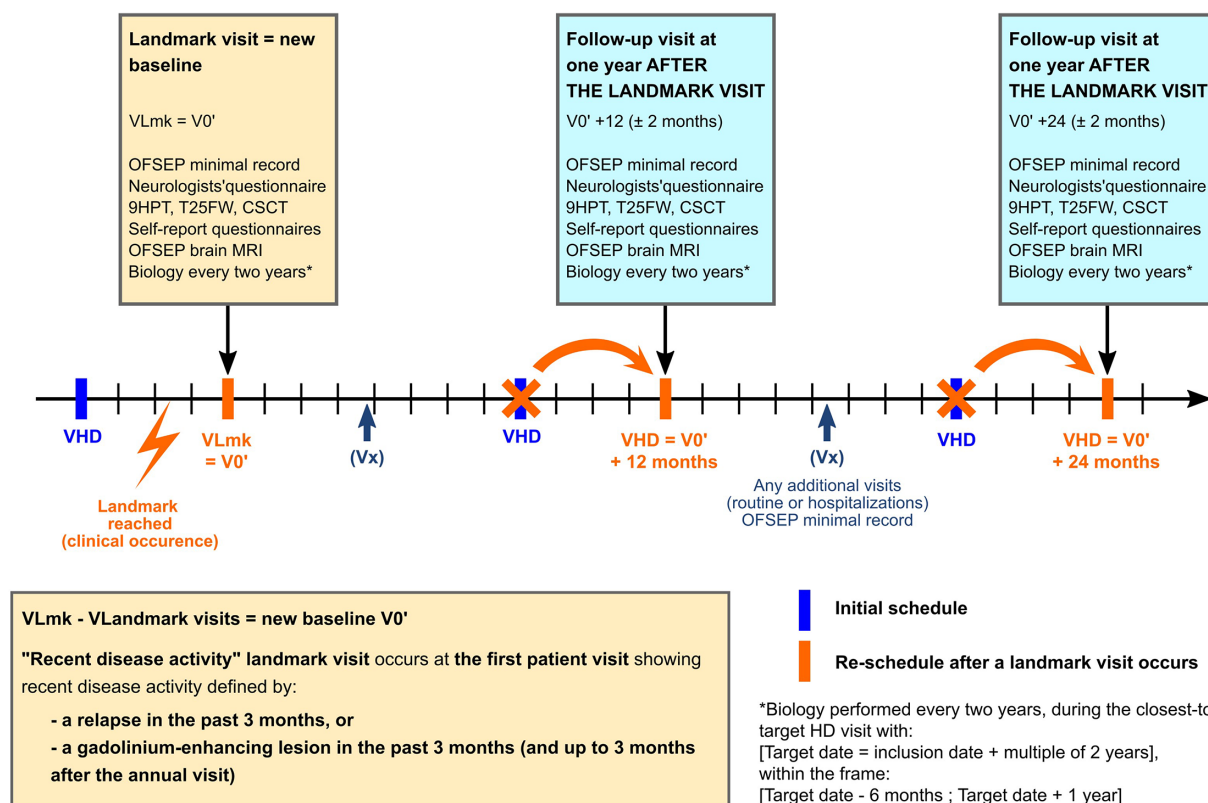 Landmark visit = new
baseline
VLmk = V0'
OFSEP minimal record
Neurologists'questionnaire
9HPT, T25FW, CSCT
Self-report questionnaires
OFSEP brain MRI
Biology every two years*
Follow-up visit at
one year AFTER
THE LANDMARK VISIT
V0' +12 (± 2 months)
OFSEP minimal record
Neurologists'questionnaire
9HPT, T25FW, CSCT
Self-report questionnaires
OFSEP brain MRI
Biology every two years*
Follow-up visit at
one year AFTER
THE LANDMARK VISIT
V0' +24 (± 2 months)
OFSEP minimal record
Neurologists'questionnaire
9HPT, T25FW, CSCT
Self-report questionnaires
OFSEP brain MRI
Biology every two years*
VHD
VLmk
= V0'
(Vx)
VHD
VHD = V0'
+ 12 months
(Vx)
VHD
VHD = V0'
+ 24 months
Landmark
reached
(clinical occurence)
Any additional visits
(routine or hospitalizations)
OFSEP minimal record
VLmk - VLandmark visits = new baseline V0'
"Recent disease activity" landmark visit occurs at the first patient visit showing
recent disease activity defined by:
- a relapse in the past 3 months, or
- a gadolinium-enhancing lesion in the past 3 months (and up to 3 months
after the annual visit)
Initial schedule
Re-schedule after a landmark visit occurs
*Biology performed every two years, during the closest-to
target HD visit with:
[Target date = inclusion date + multiple of 2 years],
within the frame:
[Target date - 6 months ; Target date + 1 year]